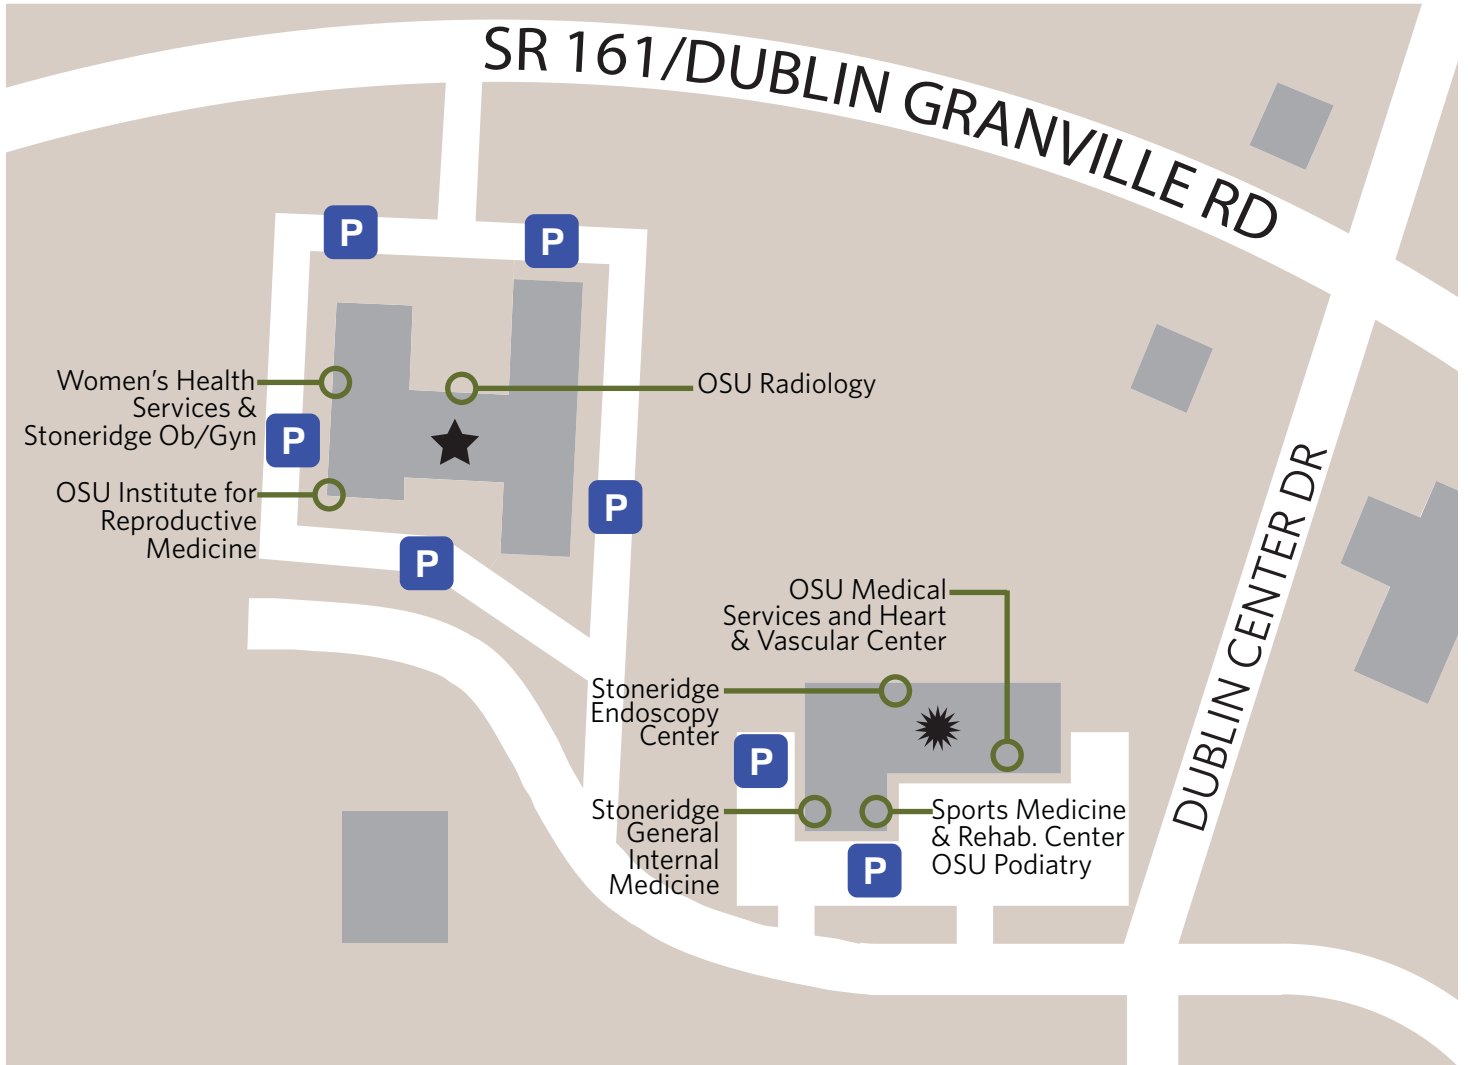 SR 161/DUBLIN GRANVILLE RD
P
P
Women's Health
Services &
Stoneridge Ob/Gyn
OSU Radiology
P
OSU Institute for
Reproductive
Medicine
P
P
DUBLIN CENTER DR
OSU Medical
Services and Heart
& Vascular Center
Stoneridge
Endoscopy
Center
P
Stoneridge
General
Internal
Medicine
Sports Medicine
& Rehab. Center
OSU Podiatry
P